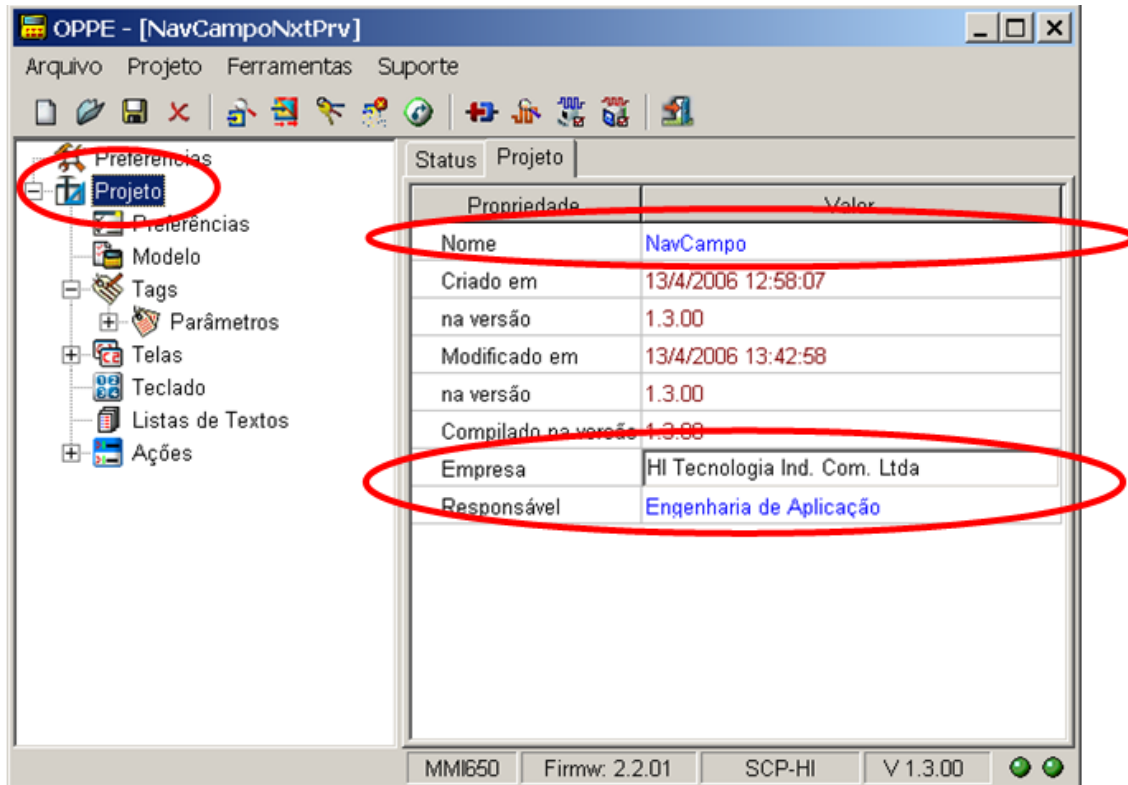 OPPE - [NavCampoNxtPrv]
Arquivo Projeto Ferramentas Suporte
Preferências
Projeto
Preferências
Modelo
Tags
Parâmetros
Telas
Teclado
Listas de Textos
Ações
Status Projeto
Propriedade Valor
Nome NavCampo
Criado em 13/4/2006 12:58:07
na versão 1.3.00
Modificado em 13/4/2006 13:42:58
na versão 1.3.00
Compilado na versão 1.3.00
Empresa HI Tecnologia Ind. Com. Ltda
Responsável Engenharia de Aplicação
MMI650 Firmw: 2.2.01 SCP-HI V 1.3.00